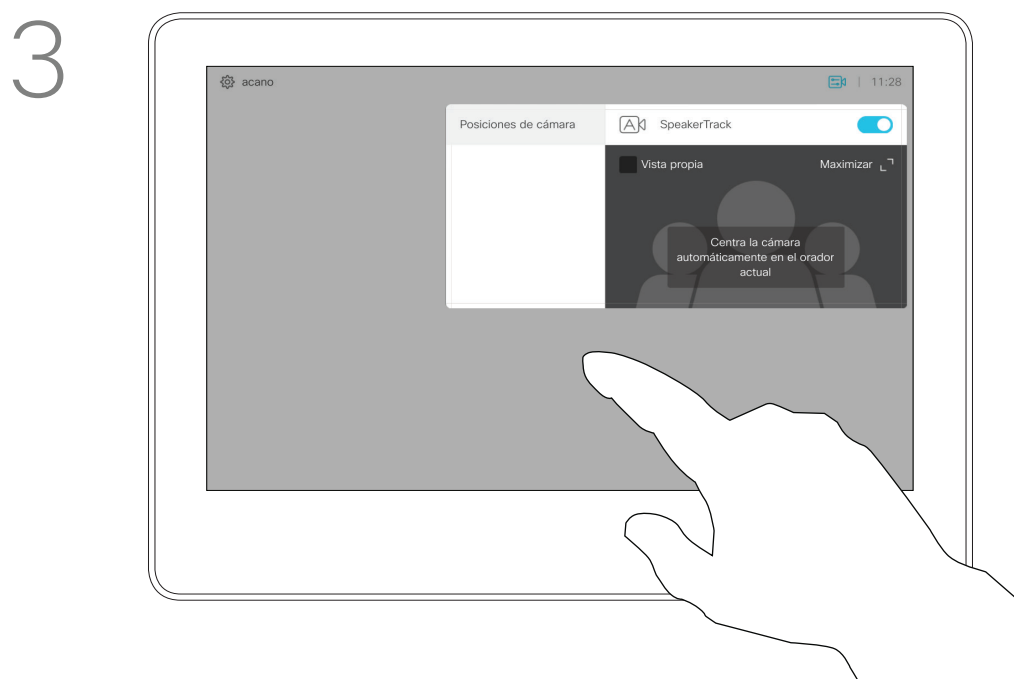 3
acano
11:28
Posiciones de cámara
SpeakerTrack
Vista propia
Maximizar
Centra la cámara
automáticamente en el orador
actual